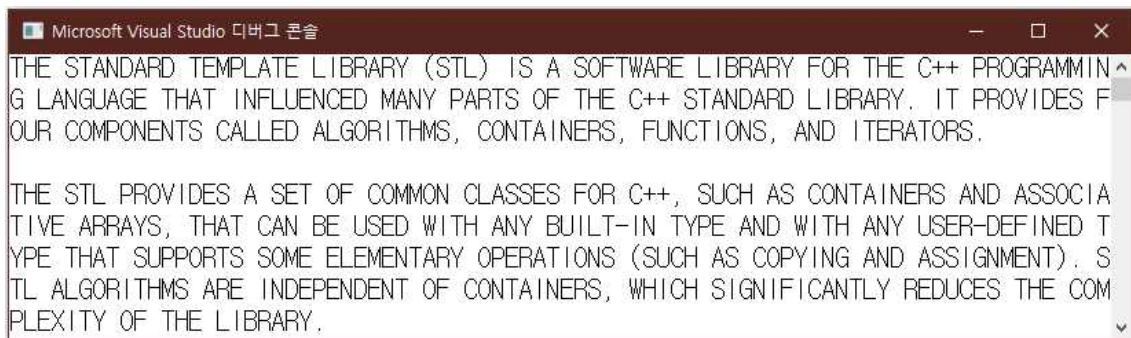 Microsoft Visual Studio 디버그 콘솔
THE STANDARD TEMPLATE LIBRARY (STL) IS A SOFTWARE LIBRARY FOR THE C++ PROGRAMMIN
G LANGUAGE THAT INFLUENCED MANY PARTS OF THE C++ STANDARD LIBRARY. IT PROVIDES F
OUR COMPONENTS CALLED ALGORITHMS, CONTAINERS, FUNCTIONS, AND ITERATORS.
THE STL PROVIDES A SET OF COMMON CLASSES FOR C++, SUCH AS CONTAINERS AND ASSOCIA
TIVE ARRAYS, THAT CAN BE USED WITH ANY BUILT-IN TYPE AND WITH ANY USER-DEFINED T
YPE THAT SUPPORTS SOME ELEMENTARY OPERATIONS (SUCH AS COPYING AND ASSIGNMENT). S
TL ALGORITHMS ARE INDEPENDENT OF CONTAINERS, WHICH SIGNIFICANTLY REDUCES THE COM
PLEXITY OF THE LIBRARY.